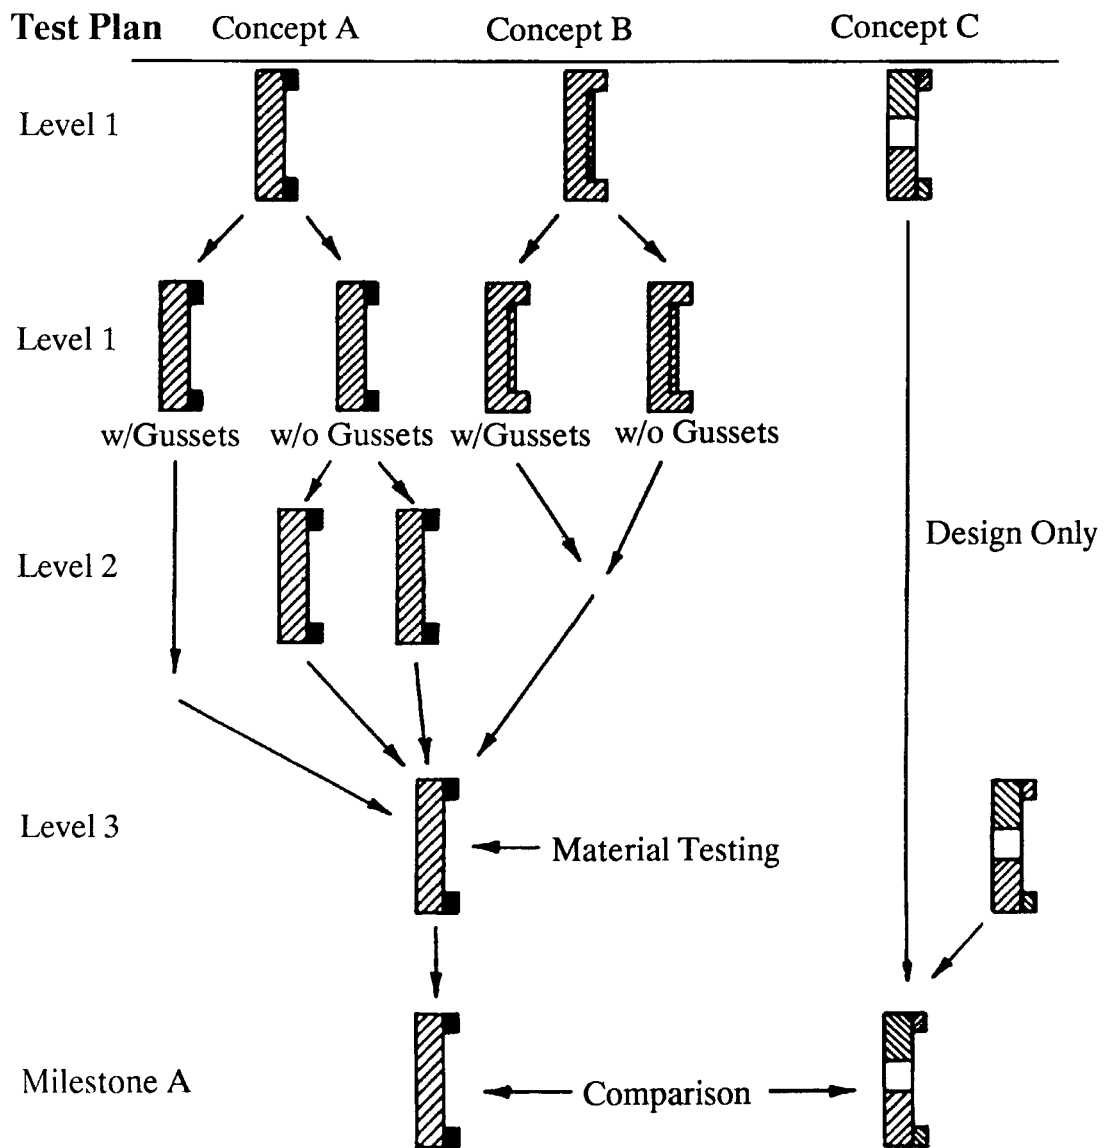 Test Plan Concept A Concept B Concept C
Level 1
Level 1
w/Gussets w/o Gussets w/Gussets w/o Gussets
Design Only
Level 2
Level 3
Material Testing
Milestone A
Comparison